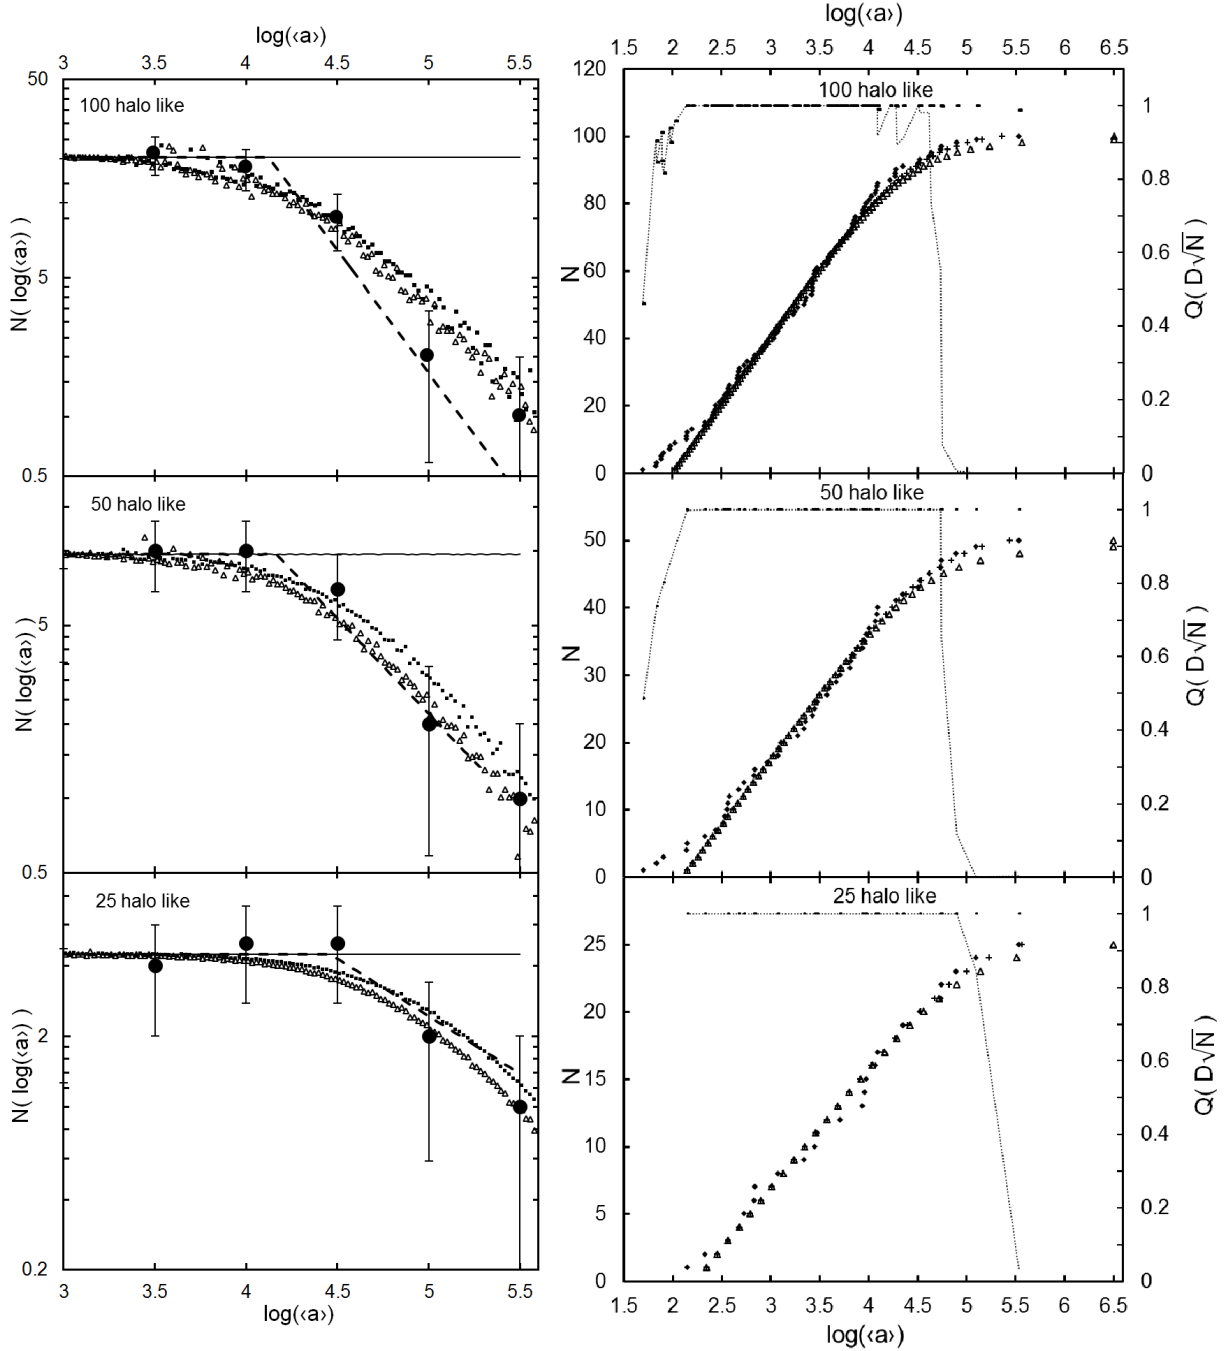 log(‹a›)
3 3.5 4 4.5 5 5.5
50
5
0.5
N( log(‹a›) )
100 halo like
5
0.5
N( log(‹a›) )
50 halo like
2
0.2
N( log(‹a›) )
25 halo like
3 3.5 4 4.5 5 5.5
log(‹a›)
log(‹a›)
1.5 2 2.5 3 3.5 4 4.5 5 5.5 6 6.5
120
100
80
60
40
20
0
N
100 halo like
1
0.8
0.6
0.4
0.2
0
Q( D√N )
50
40
30
20
10
0
N
50 halo like
1
0.8
0.6
0.4
0.2
0
Q( D√N )
25
20
15
10
5
0
N
25 halo like
1
0.8
0.6
0.4
0.2
0
Q( D√N )
1.5 2 2.5 3 3.5 4 4.5 5 5.5 6 6.5
log(‹a›)